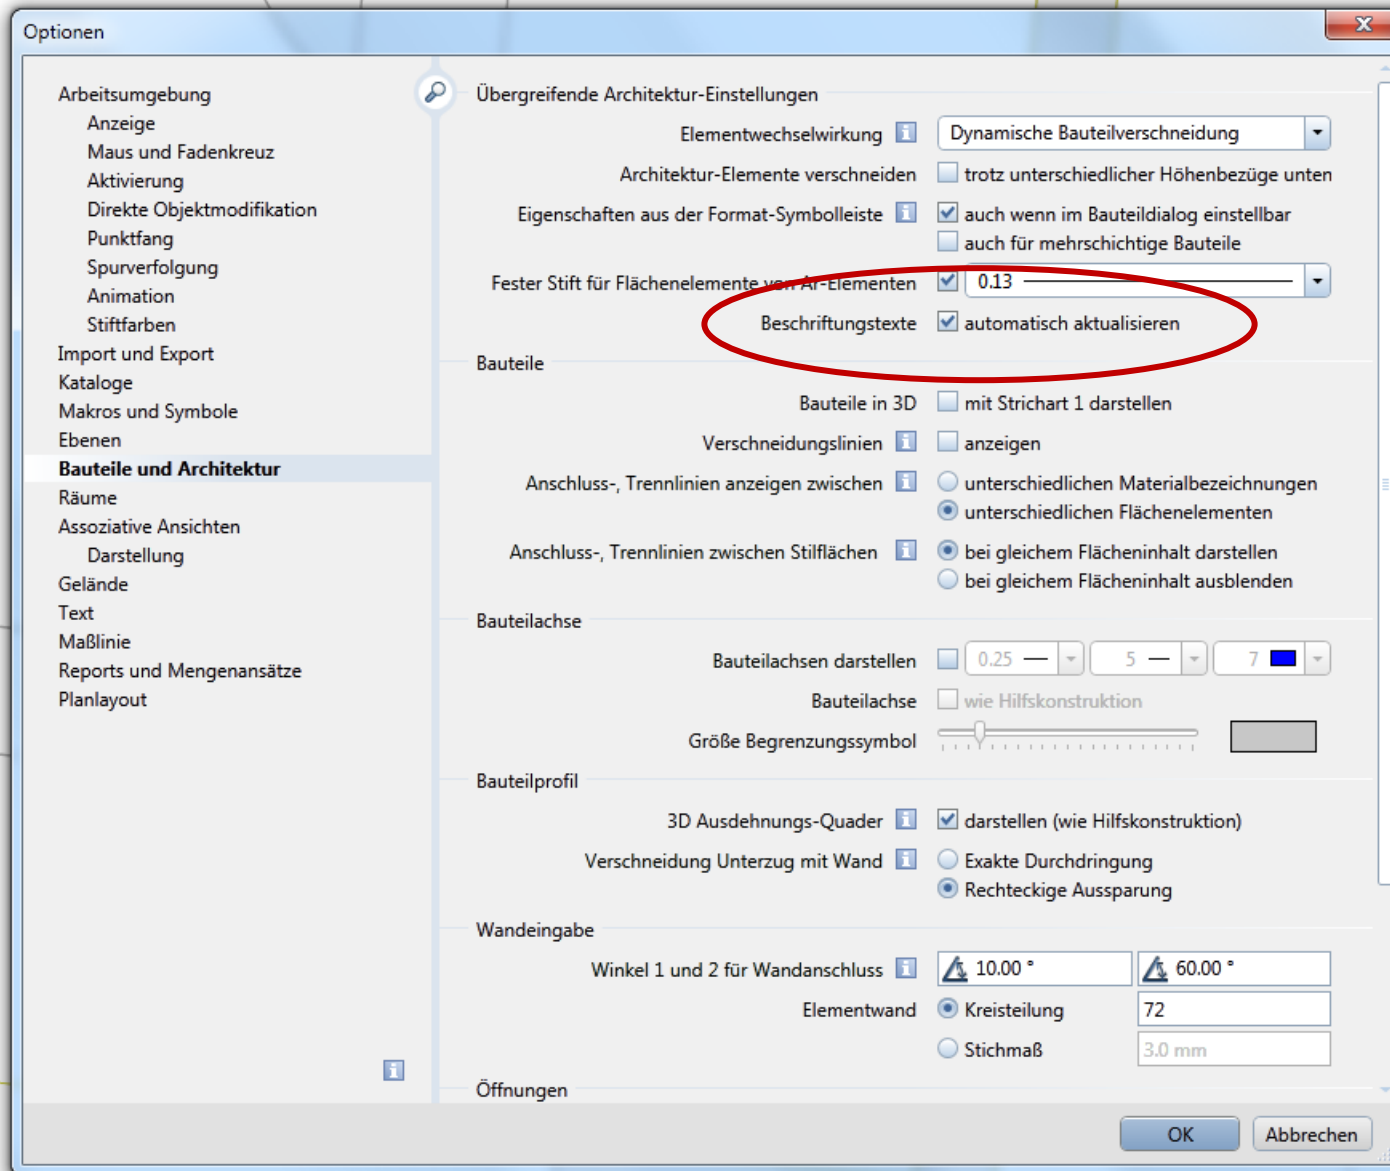 Optionen
Arbeitsumgebung
Anzeige
Maus und Fadenkreuz
Aktivierung
Direkte Objektmodifikation
Punktfang
Spurverfolgung
Animation
Stiftfarben
Import und Export
Kataloge
Makros und Symbole
Ebenen
Bauteile und Architektur
Räume
Assoziative Ansichten
Darstellung
Gelände
Text
Maßlinie
Reports und Mengenansätze
Planlayout
Übergreifende Architektur-Einstellungen
Elementwechselwirkung Dynamische Bauteilverschneidung
Architektur-Elemente verschneiden trotz unterschiedlicher Höhenbezüge unten
Eigenschaften aus der Format-Symbolleiste auch wenn im Bauteildialog einstellbar
auch für mehrschichtige Bauteile
Fester Stift für Flächenelemente von Ar-Elementen 0.13
Beschriftungstexte automatisch aktualisieren
Bauteile
Bauteile in 3D mit Strichart 1 darstellen
Verschneidungslinien anzeigen
Anschluss-, Trennlinien anzeigen zwischen unterschiedlichen Materialbezeichnungen
unterschiedlichen Flächenelementen
Anschluss-, Trennlinien zwischen Stilflächen bei gleichem Flächeninhalt darstellen
bei gleichem Flächeninhalt ausblenden
Bauteilachse
Bauteilachsen darstellen 0.25 5 7
Bauteilachse wie Hilfskonstruktion
Größe Begrenzungssymbol
Bauteilprofil
3D Ausdehnungs-Quader darstellen (wie Hilfskonstruktion)
Verschneidung Unterzug mit Wand Exakte Durchdringung
Rechteckige Aussparung
Wandeingabe
Winkel 1 und 2 für Wandanschluss 10.00 ° 60.00 °
Elementwand Kreisteilung 72
Stichmaß 3.0 mm
Öffnungen
OK Abbrechen